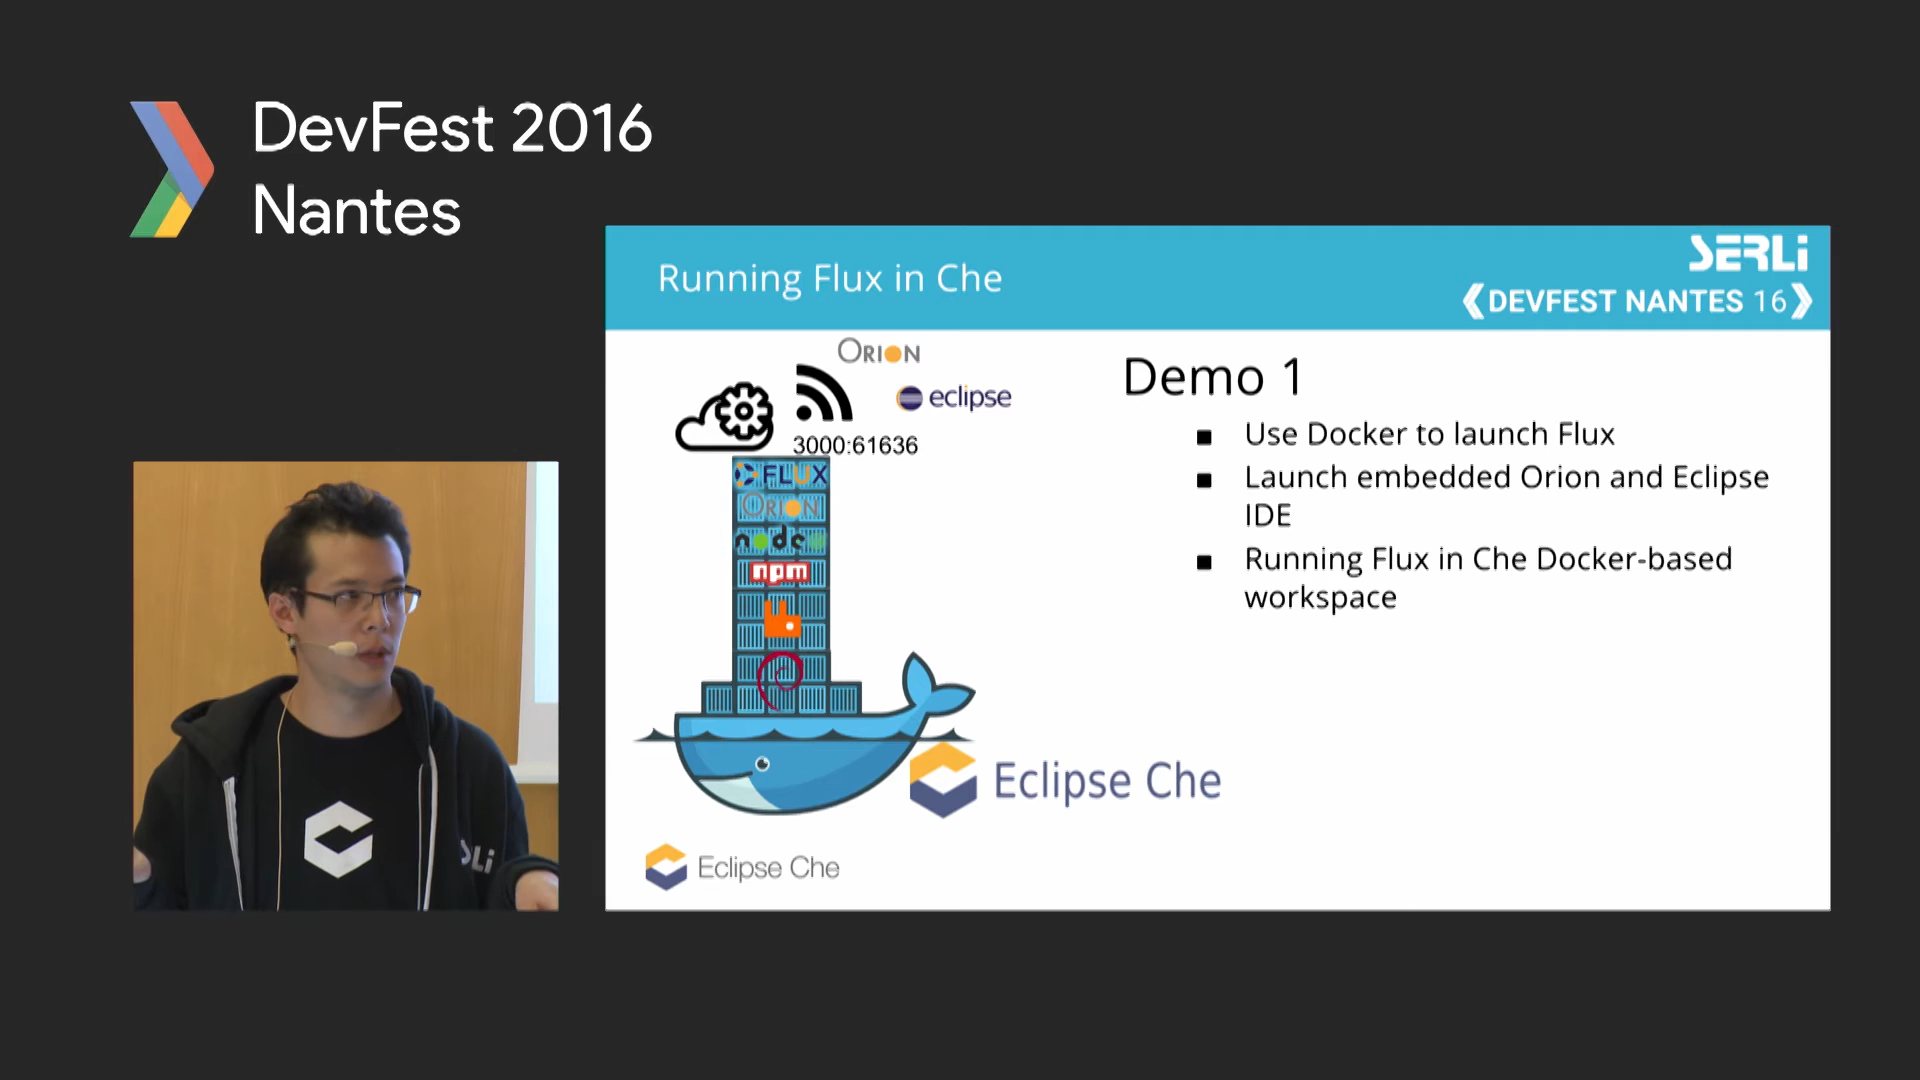 DevFest 2016
Nantes
Running Flux in Che
SERLi
❮DEVFEST NANTES 16❯
ORION
eclipse
3000:61636
FLUX
ORION
node
npm
Demo 1
■ Use Docker to launch Flux
■ Launch embedded Orion and Eclipse
IDE
■ Running Flux in Che Docker-based
workspace
Eclipse Che
Eclipse Che